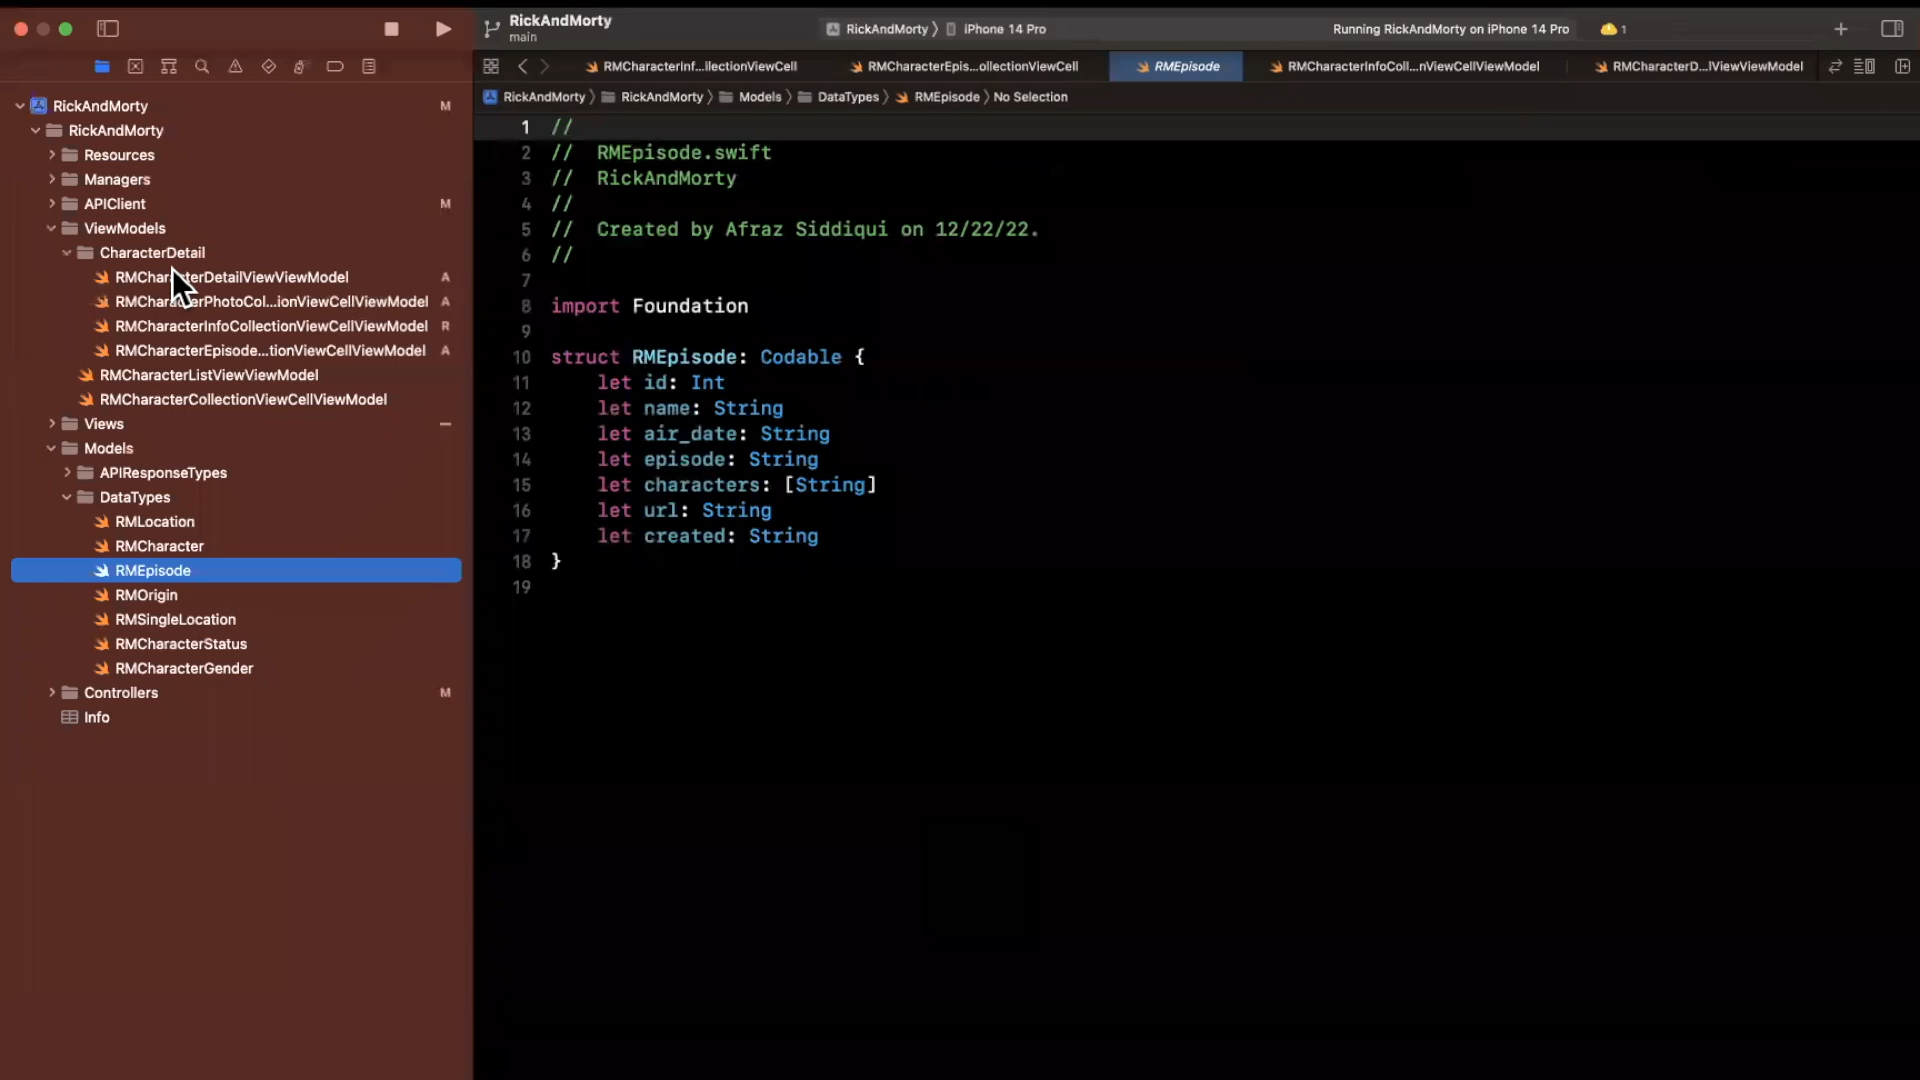 RickAndMorty
main
RickAndMorty
iPhone 14 Pro
Running RickAndMorty on iPhone 14 Pro
1
RMCharacterInf...llectionViewCell
RMCharacterEpis...ollectionViewCell
RMEpisode
RMCharacterInfoColl...nViewCellViewModel
RMCharacterD...lViewViewModel
RickAndMorty
RickAndMorty
Models
DataTypes
RMEpisode
No Selection
RickAndMorty M
RickAndMorty
Resources
Managers
APIClient M
ViewModels
CharacterDetail
RMCharacterDetailViewViewModel A
RMCharacterPhotoCol...ionViewCellViewModel A
RMCharacterInfoCollectionViewCellViewModel R
RMCharacterEpisode...tionViewCellViewModel A
RMCharacterListViewViewModel
RMCharacterCollectionViewCellViewModel
Views
Models
APIResponseTypes
DataTypes
RMLocation
RMCharacter
RMEpisode
RMOrigin
RMSingleLocation
RMCharacterStatus
RMCharacterGender
Controllers M
Info
1 //
2 // RMEpisode.swift
3 // RickAndMorty
4 //
5 // Created by Afraz Siddiqui on 12/22/22.
6 //
7
8 import Foundation
9
10 struct RMEpisode: Codable {
11 let id: Int
12 let name: String
13 let air_date: String
14 let episode: String
15 let characters: [String]
16 let url: String
17 let created: String
18 }
19